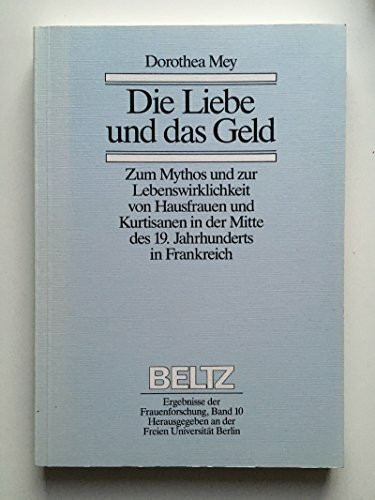 Dorothea Mey
Die Liebe
und das Geld
Zum Mythos und zur
Lebenswirklichkeit
von Hausfrauen und
Kurtisanen in der Mitte
des 19. Jahrhunderts
in Frankreich
BELTZ
Ergebnisse der
Frauenforschung, Band 10
Herausgegeben an der
Freien Universität Berlin